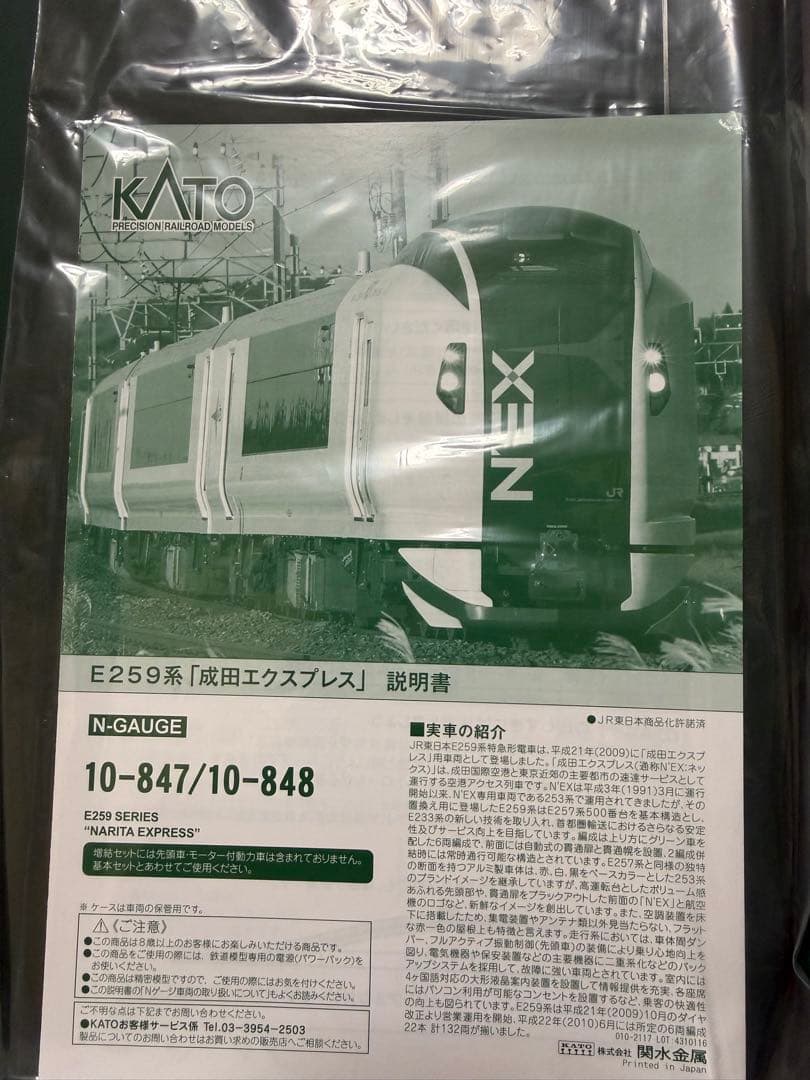 KATO
PRECISION RAILROAD MODELS
N'EX
JR
E259系「成田エクスプレス」 説明書
N-GAUGE
10-847/10-848
E259 SERIES
“NARITA EXPRESS”
増結セットには先頭車・モーター付動力車は含まれておりません。
基本セットとあわせてご使用ください。
※ ケースは車両の保管用です。
⚠《ご注意》
●この商品は8歳以上のお客様にお楽しみいただける商品です。
●この商品をご使用の際には、鉄道模型専用の電源(パワーパック)を
お使いください。
●この商品は精密模型ですので、ご使用の際にはお気を付けください。
●この説明書の「Nゲージ車両の取り扱いについて」もよくお読みください。
ご不明な点は下記までお問い合わせください。
●KATOお客様サービス係 Tel.03-3954-2503
製品についてのお問い合わせはお買い求めの販売店へご相談ください。
●JR東日本商品化許諾済
■実車の紹介
JR東日本E259系特急形電車は、平成21年(2009)に「成田エクスプ
レス」用車両として登場しました。「成田エクスプレス(通称N'EX:ネッ
クス)」は、成田国際空港と東京近郊の主要都市の速達サービスとして
運行する空港アクセス列車です。N'EXは平成3年(1991)3月に運行
開始以来、N'EX専用車両である253系で運用されてきましたが、その
置換え用に登場したE259系はE257系500番台を基本構造とし、
E233系の新しい技術を取り入れ、首都圏輸送におけるさらなる安定
性及びサービス向上を目指しています。編成は上り方にグリーン車を
配した6両編成で、前面には自動式の貫通扉と貫通幌を設置、2編成併
結時には常時通行可能な構造とされています。E257系と同様の独特
の断面を持つアルミ製車体は、赤、白、黒をベースカラーとした253系
のブランドイメージを継承していますが、高運転台としたボリューム感
あふれる先頭部や、貫通扉をブラックアウトした前面の「N'EX」と航空
機のロゴなど、新鮮なイメージを創出しています。また、空調装置を床
下に搭載したため、集電装置やアンテナ類以外見当たらない、フラット
な赤一色の屋根上も特徴と言えます。走行系においては、車体間ダン
パー、フルアクティブ振動制御(先頭車)の装備により乗り心地向上を
図り、電気機器や保安装置などの主要機器に二重系化などのバック
アップシステムを採用して、故障に強い車両とされています。室内には
4ヶ国語対応の大形液晶案内装置を設置して情報提供を充実、各座席
にはパソコン利用が可能なコンセントを設置するなど、乗客の快適性
の向上も図られています。E259系は平成21年(2009)10月のダイヤ
改正より営業運用を開始、平成22年(2010)6月には所定の6両編成
22本 計132両が揃いました。
010-2117 LOT:4310116
KATO 株式会社 関水金属
Printed in Japan